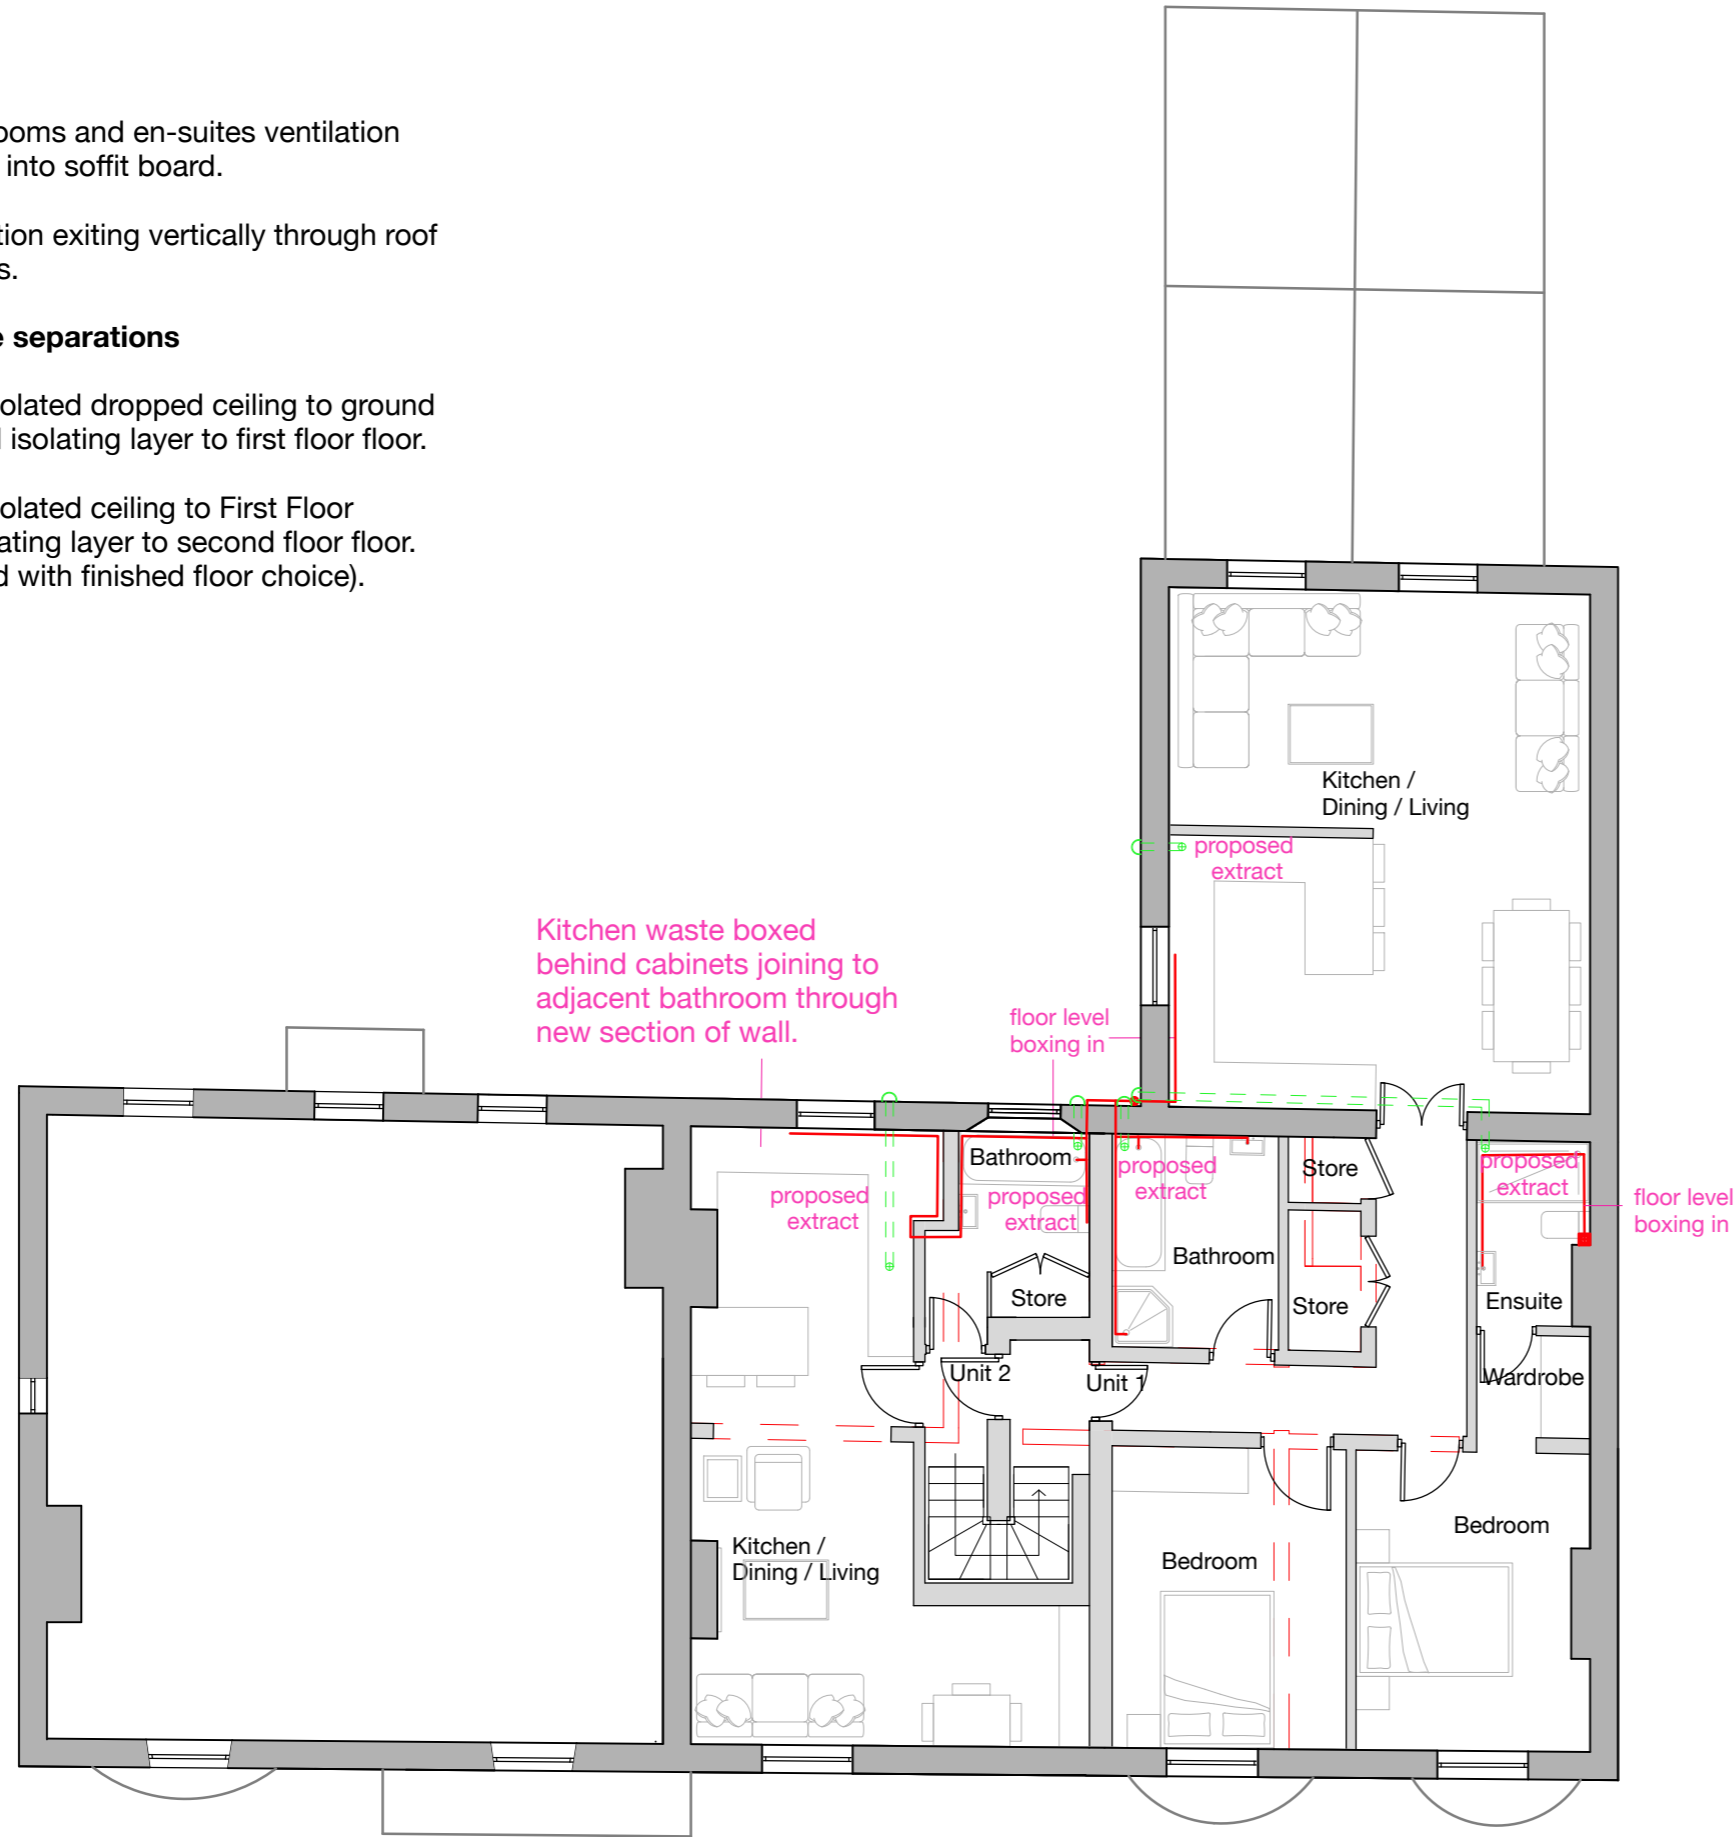 ooms and en-suites ventilation
into soffit board.
tion exiting vertically through roof
s.
e separations
olated dropped ceiling to ground
isolating layer to first floor floor.
olated ceiling to First Floor
ating layer to second floor floor.
d with finished floor choice).
Kitchen /
Dining / Living
proposed
extract
Kitchen waste boxed
behind cabinets joining to
adjacent bathroom through
new section of wall.
floor level
boxing in
Bathroom
proposed
extract
proposed
extract
proposed
extract
Store
proposed
extract
floor level
boxing in
Bathroom
Store
Store
Ensuite
Unit 2
Unit 1
Wardrobe
Kitchen /
Dining / Living
Bedroom
Bedroom